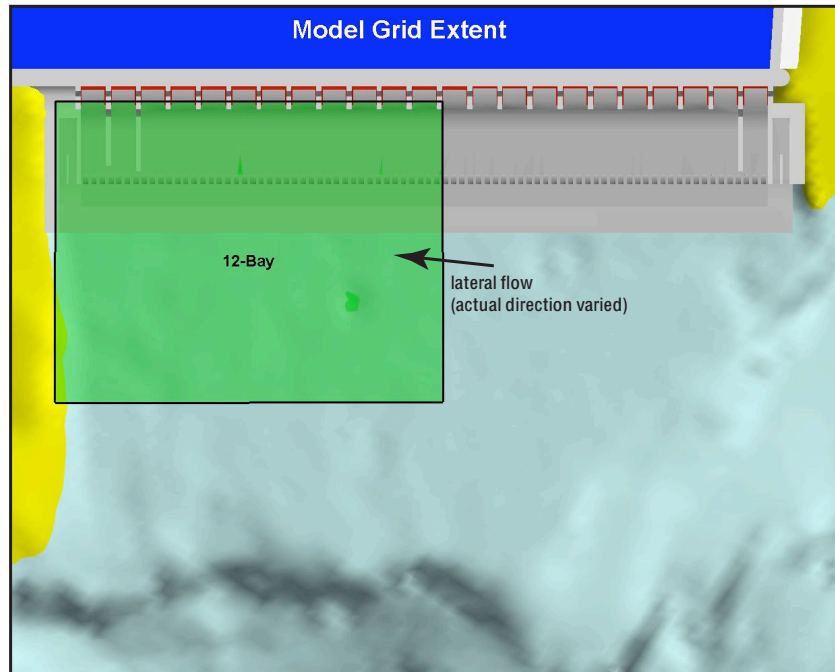 Model Grid Extent
12-Bay
lateral flow
(actual direction varied)